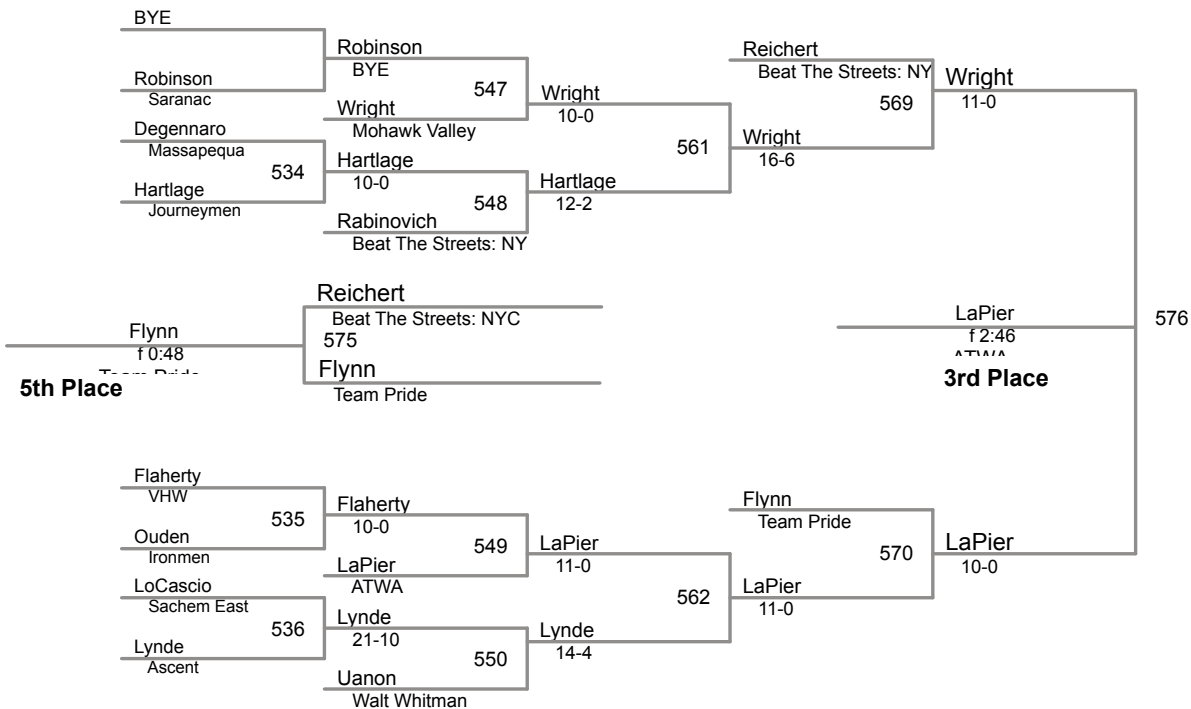 BYE
Robinson
BYE
Robinson
Saranac
547
Wright
10-0
Reichert
Beat The Streets: NY
569
Wright
11-0
Wright
Mohawk Valley
Degennaro
Massapequa
534
Hartlage
10-0
561
Wright
16-6
Hartlage
Journeymen
548
Hartlage
12-2
Rabinovich
Beat The Streets: NY
Reichert
Beat The Streets: NYC
Flynn
f 0:48
575
Flynn
Team Pride
5th Place
LaPier
f 2:46
576
3rd Place
Flaherty
VHW
535
Flaherty
10-0
Ouden
Ironmen
549
LaPier
11-0
LaPier
ATWA
LoCascio
Sachem East
536
Lynde
21-10
Lynde
Ascent
550
Lynde
14-4
Uanon
Walt Whitman
562
Flynn
Team Pride
570
LaPier
10-0
LaPier
11-0